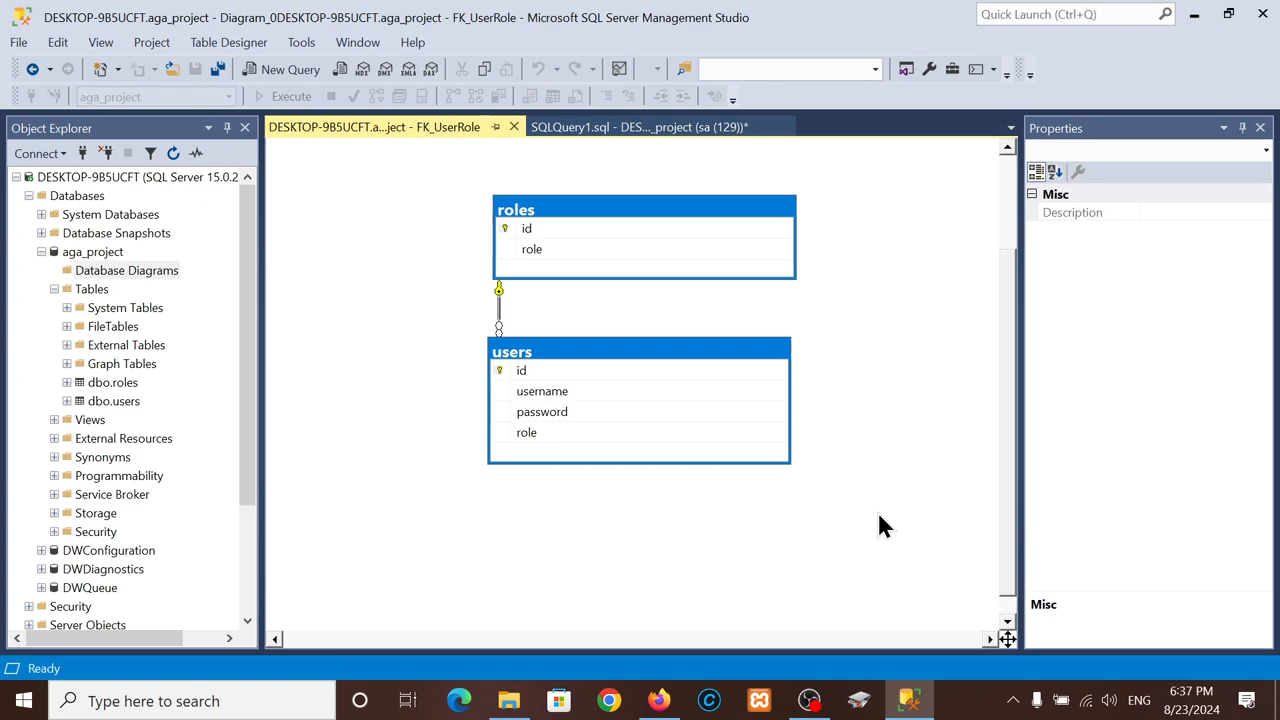 DESKTOP-9B5UCFT.aga_project - Diagram_0DESKTOP-9B5UCFT.aga_project - FK_UserRole - Microsoft SQL Server Management Studio
Quick Launch (Ctrl+Q)
File Edit View Project Table Designer Tools Window Help
New Query MDX DMX XMLA DAX
aga_project Execute
Object Explorer
DESKTOP-9B5UCFT.a...ject - FK_UserRole
SQLQuery1.sql - DES..._project (sa (129))*
Properties
Connect
DESKTOP-9B5UCFT (SQL Server 15.0.2
Databases
System Databases
Database Snapshots
aga_project
Database Diagrams
Tables
System Tables
FileTables
External Tables
Graph Tables
dbo.roles
dbo.users
Views
External Resources
Synonyms
Programmability
Service Broker
Storage
Security
DWConfiguration
DWDiagnostics
DWQueue
Security
Server Objects
roles
id
role
users
id
username
password
role
Misc
Description
Misc
Ready
Type here to search
ENG
6:37 PM
8/23/2024